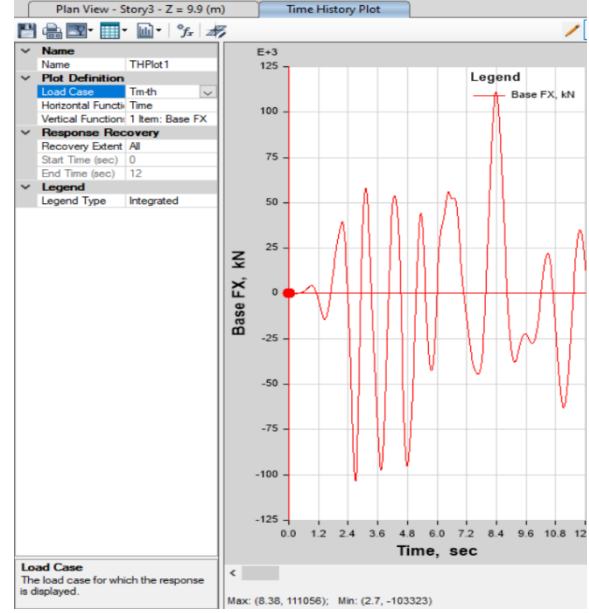 Plan View - Story3 - Z = 9.9 (m)
Time History Plot
Name
Name THPlot1
Plot Definition
Load Case Tm-th
Horizontal Functi Time
Vertical Function: 1 Item: Base FX
Response Recovery
Recovery Extent All
Start Time (sec) 0
End Time (sec) 12
Legend
Legend Type Integrated
Load Case
The load case for which the response
is displayed.
E+3
125
100
75
50
25
0
-25
-50
-75
-100
-125
Base FX, kN
Legend
Base FX, kN
0.0 1.2 2.4 3.6 4.8 6.0 7.2 8.4 9.6 10.8 12
Time, sec
Max: (8.38, 111056); Min: (2.7, -103323)